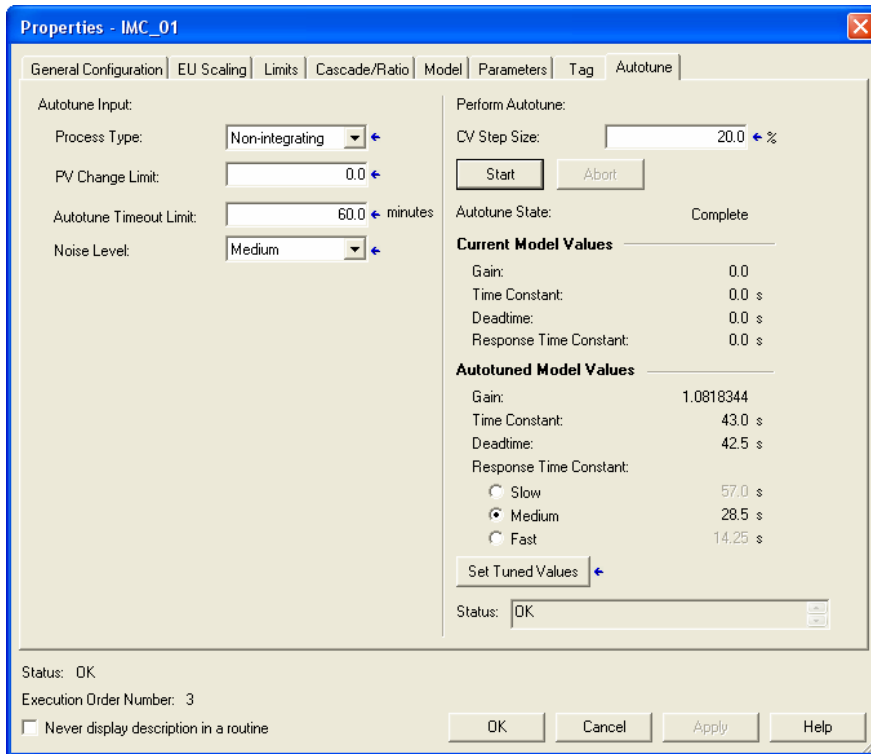 Properties - IMC_01
General Configuration EU Scaling Limits Cascade/Ratio Model Parameters Tag Autotune
Autotune Input:
Process Type: Non-integrating
PV Change Limit: 0.0
Autotune Timeout Limit: 60.0 minutes
Noise Level: Medium
Perform Autotune:
CV Step Size: 20.0 %
Start Abort
Autotune State: Complete
Current Model Values
Gain: 0.0
Time Constant: 0.0 s
Deadtime: 0.0 s
Response Time Constant: 0.0 s
Autotuned Model Values
Gain: 1.0818344
Time Constant: 43.0 s
Deadtime: 42.5 s
Response Time Constant:
Slow 57.0 s
Medium 28.5 s
Fast 14.25 s
Set Tuned Values
Status: OK
Status: OK
Execution Order Number: 3
Never display description in a routine
OK Cancel Apply Help